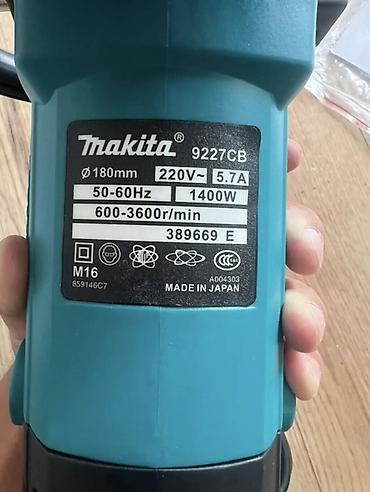 makita® 9227CB
Ø180mm 220V~ 5.7A
50-60Hz 1400W
600-3600r/min
389669 E
M16
859146C7
A004303
MADE IN JAPAN